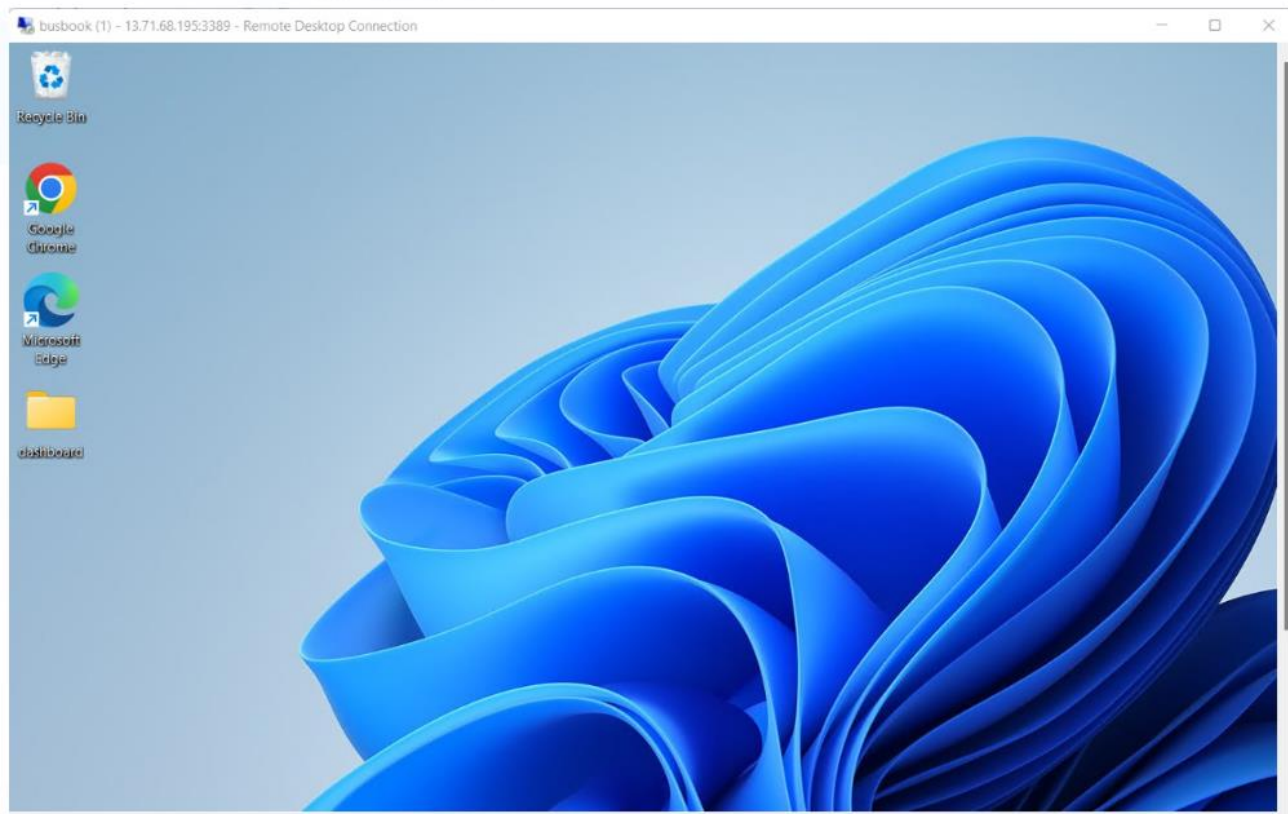 busbook (1) - 13.71.68.195:3389 - Remote Desktop Connection
Recycle Bin
Google
Chrome
Microsoft
Edge
dashboard